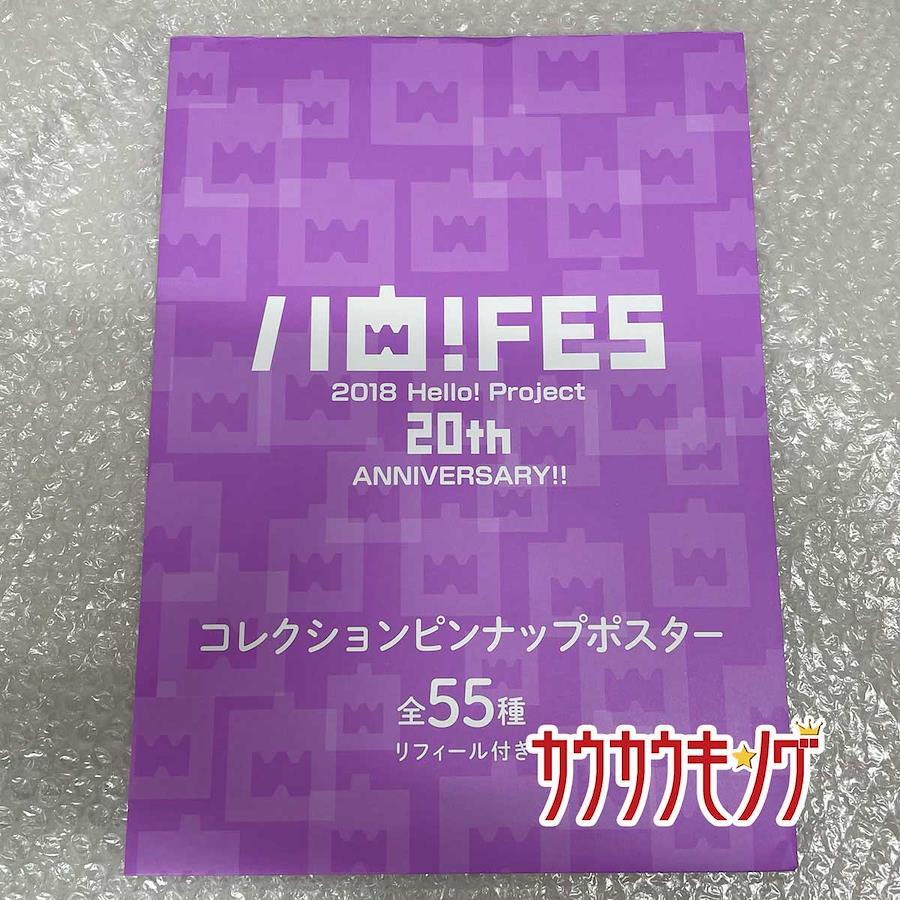 ハロ!FES
2018 Hello! Project
20th
ANNIVERSARY!!
コレクションピンナップポスター
全55種
リフィール付き
カウカウキング